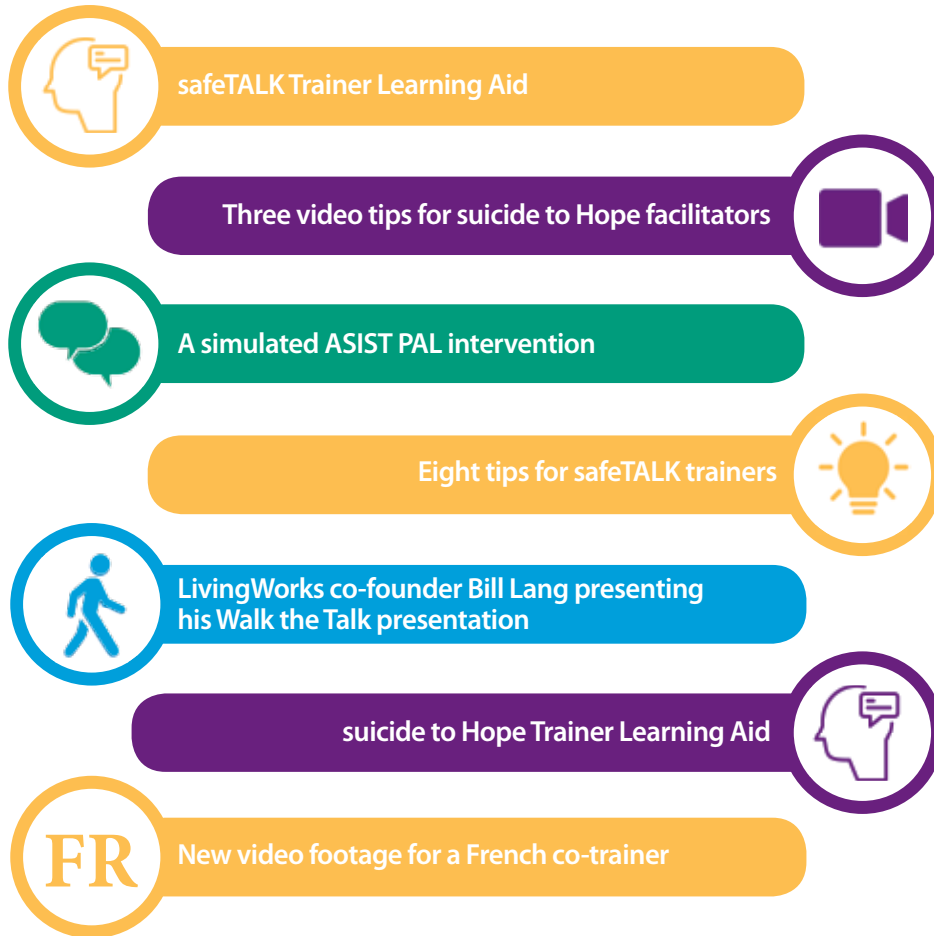 safeTALK Trainer Learning Aid
Three video tips for suicide to Hope facilitators
A simulated ASIST PAL intervention
Eight tips for safeTALK trainers
LivingWorks co-founder Bill Lang presenting
his Walk the Talk presentation
suicide to Hope Trainer Learning Aid
FR
New video footage for a French co-trainer